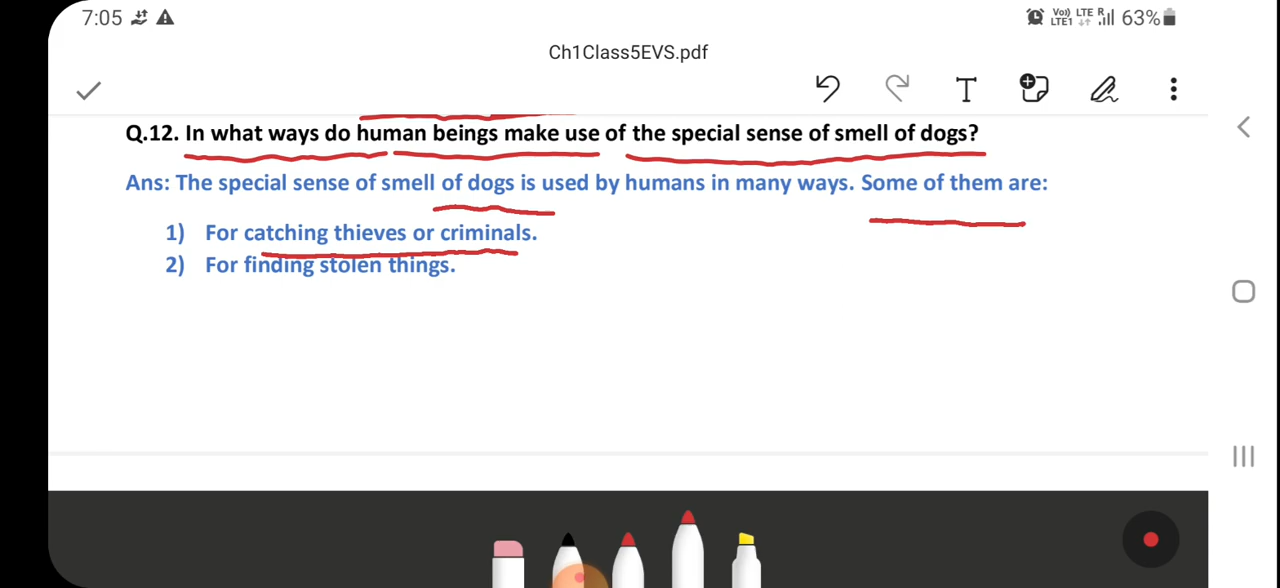 7:05 Vo)) LTE R 63%
LTE1
Ch1Class5EVS.pdf
T
Q.12. In what ways do human beings make use of the special sense of smell of dogs?
Ans: The special sense of smell of dogs is used by humans in many ways. Some of them are:
1) For catching thieves or criminals.
2) For finding stolen things.